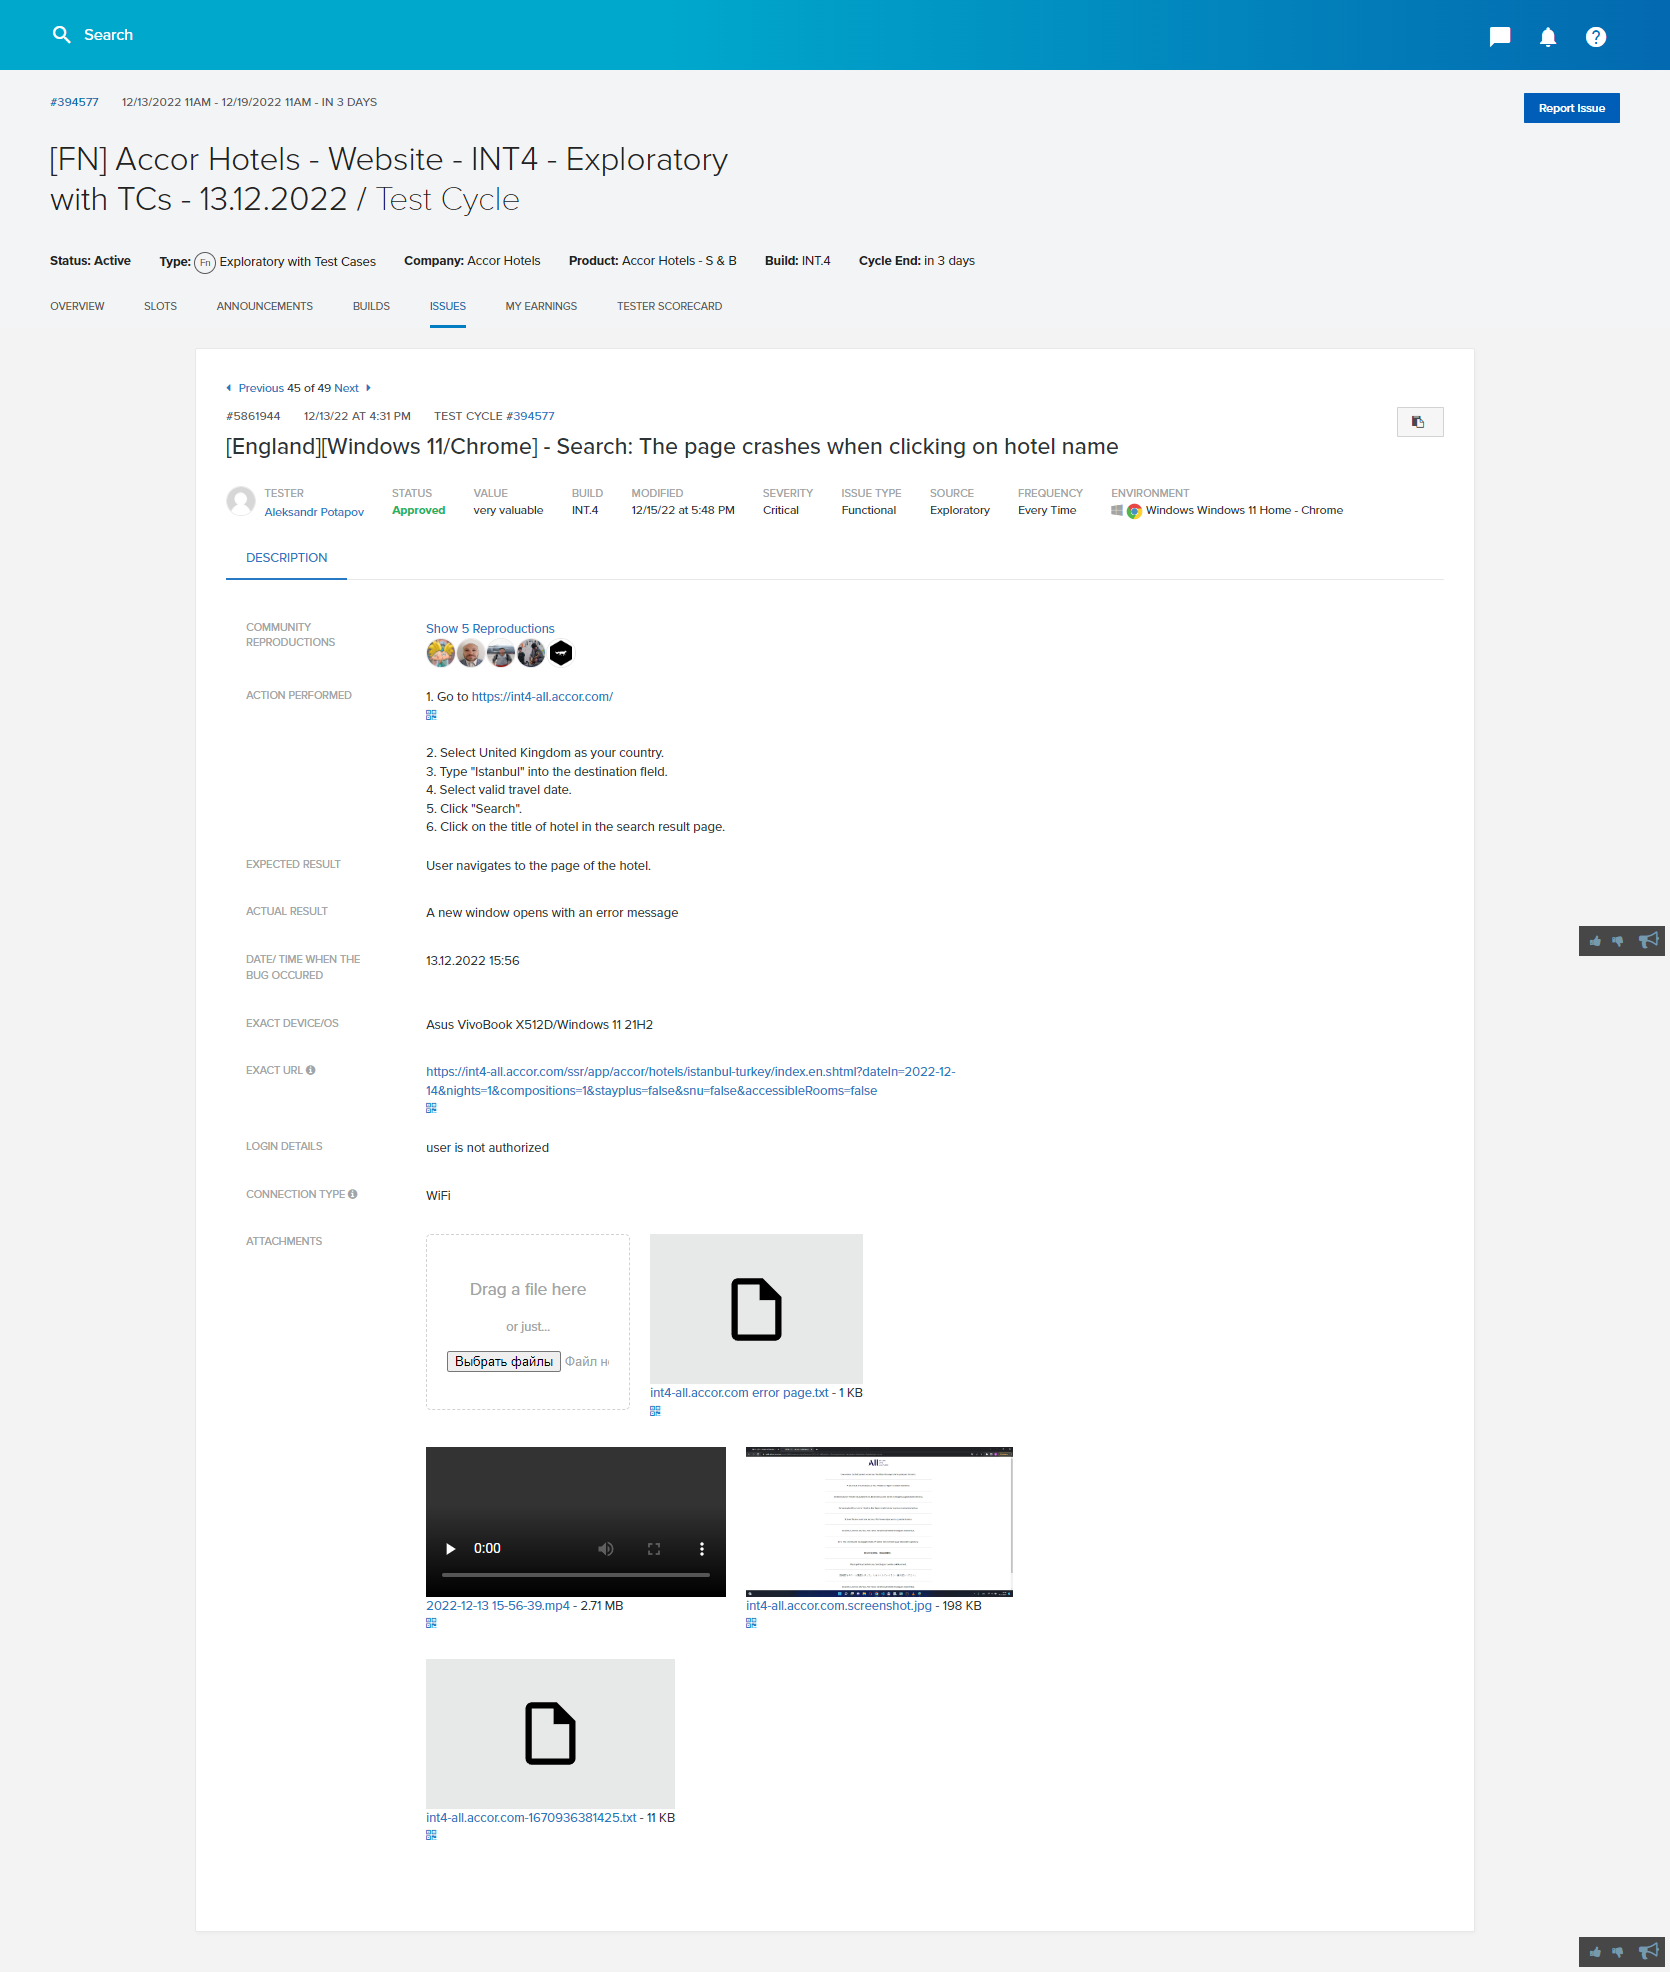 Search
#394577 12/13/2022 11AM - 12/19/2022 11AM - IN 3 DAYS
Report Issue
[FN] Accor Hotels - Website - INT4 - Exploratory
with TCs - 13.12.2022 / Test Cycle
Status: Active Type: Fn Exploratory with Test Cases Company: Accor Hotels Product: Accor Hotels - S & B Build: INT.4 Cycle End: in 3 days
OVERVIEW SLOTS ANNOUNCEMENTS BUILDS ISSUES MY EARNINGS TESTER SCORECARD
Previous 45 of 49 Next
#5861944 12/13/22 AT 4:31 PM TEST CYCLE #394577
[England][Windows 11/Chrome] - Search: The page crashes when clicking on hotel name
TESTER STATUS VALUE BUILD MODIFIED SEVERITY ISSUE TYPE SOURCE FREQUENCY ENVIRONMENT
Aleksandr Potapov Approved very valuable INT.4 12/15/22 at 5:48 PM Critical Functional Exploratory Every Time Windows Windows 11 Home - Chrome
DESCRIPTION
COMMUNITY
REPRODUCTIONS
Show 5 Reproductions
ACTION PERFORMED
1. Go to https://int4-all.accor.com/
2. Select United Kingdom as your country.
3. Type "Istanbul" into the destination field.
4. Select valid travel date.
5. Click "Search".
6. Click on the title of hotel in the search result page.
EXPECTED RESULT
User navigates to the page of the hotel.
ACTUAL RESULT
A new window opens with an error message
DATE/ TIME WHEN THE
BUG OCCURED
13.12.2022 15:56
EXACT DEVICE/OS
Asus VivoBook X512D/Windows 11 21H2
EXACT URL
https://int4-all.accor.com/ssr/app/accor/hotels/istanbul-turkey/index.en.shtml?dateIn=2022-12-
14&nights=1&compositions=1&stayplus=false&snu=false&accessibleRooms=false
LOGIN DETAILS
user is not authorized
CONNECTION TYPE
WiFi
ATTACHMENTS
Drag a file here
or just...
Выбрать файлы Файл не
int4-all.accor.com error page.txt - 1 KB
0:00
ALL
2022-12-13 15-56-39.mp4 - 2.71 MB
int4-all.accor.com.screenshot.jpg - 198 KB
int4-all.accor.com-1670936381425.txt - 11 KB